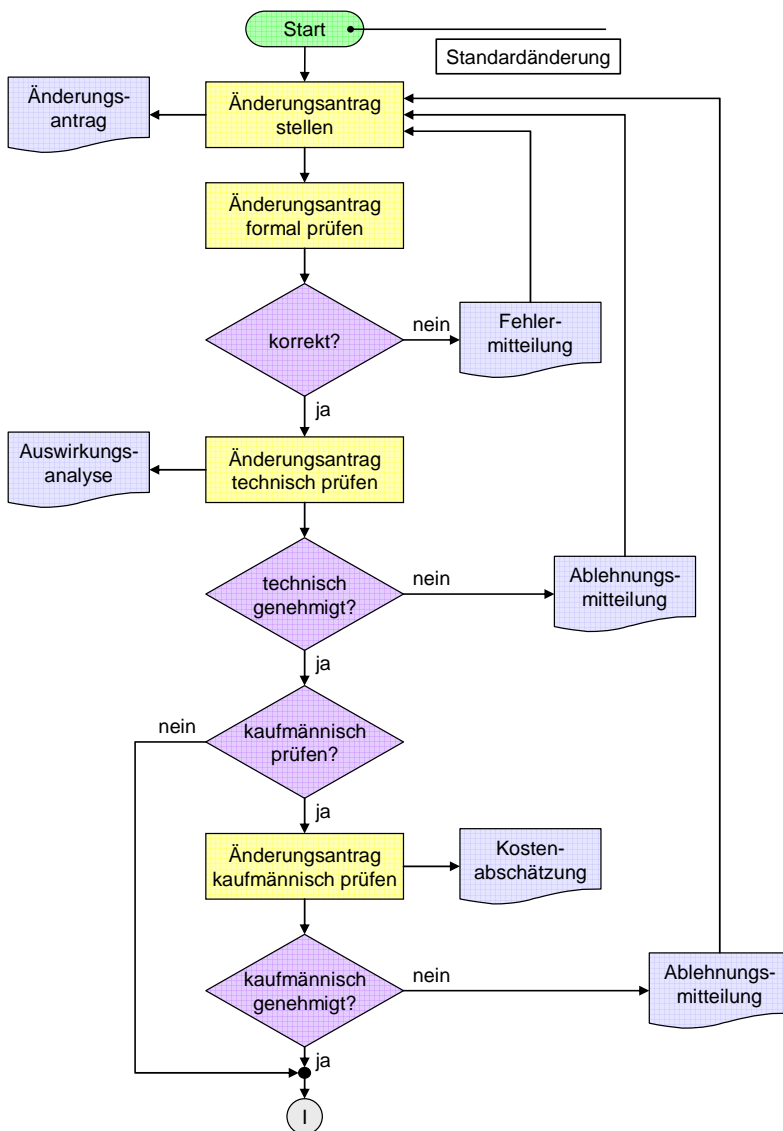 Start
Standardänderung
Änderungs-
antrag
Änderungsantrag
stellen
Änderungsantrag
formal prüfen
korrekt?
nein
Fehler-
mitteilung
ja
Auswirkungs-
analyse
Änderungsantrag
technisch prüfen
technisch
genehmigt?
nein
Ablehnungs-
mitteilung
ja
nein
kaufmännisch
prüfen?
ja
Änderungsantrag
kaufmännisch prüfen
Kosten-
abschätzung
kaufmännisch
genehmigt?
nein
Ablehnungs-
mitteilung
ja
I